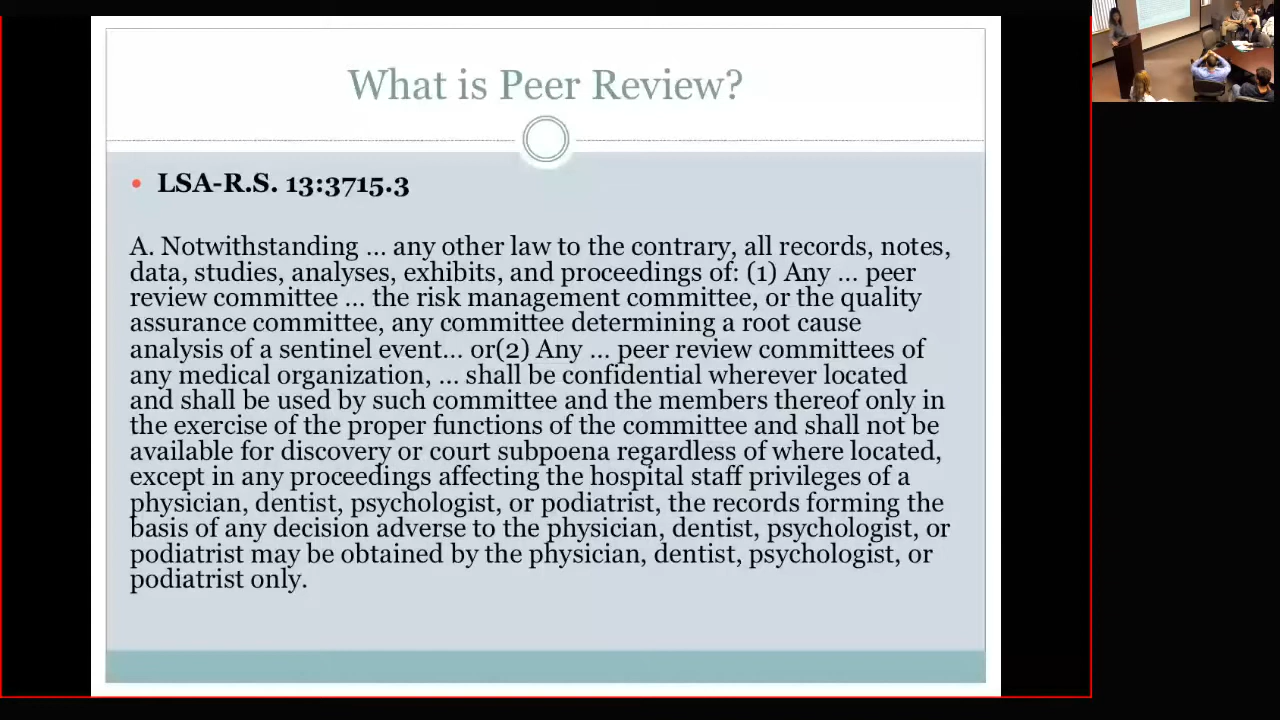 What is Peer Review?
• LSA-R.S. 13:3715.3
A. Notwithstanding ... any other law to the contrary, all records, notes,
data, studies, analyses, exhibits, and proceedings of: (1) Any ... peer
review committee ... the risk management committee, or the quality
assurance committee, any committee determining a root cause
analysis of a sentinel event... or(2) Any ... peer review committees of
any medical organization, ... shall be confidential wherever located
and shall be used by such committee and the members thereof only in
the exercise of the proper functions of the committee and shall not be
available for discovery or court subpoena regardless of where located,
except in any proceedings affecting the hospital staff privileges of a
physician, dentist, psychologist, or podiatrist, the records forming the
basis of any decision adverse to the physician, dentist, psychologist, or
podiatrist may be obtained by the physician, dentist, psychologist, or
podiatrist only.